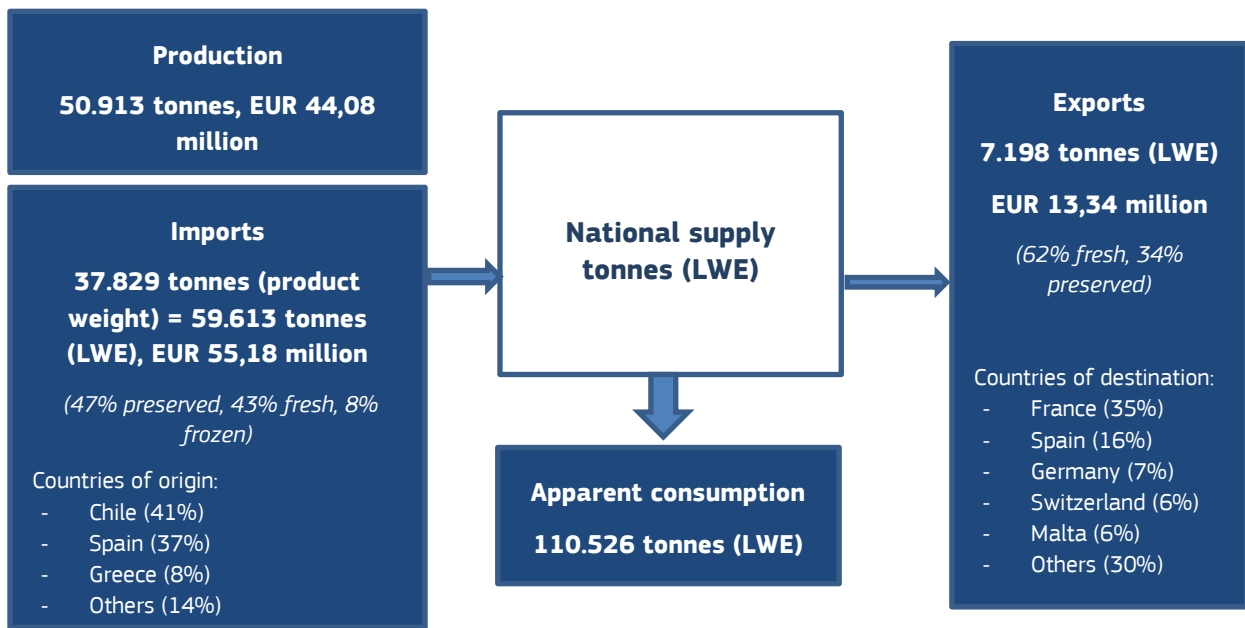 Production
50.913 tonnes, EUR 44,08
million
Imports
37.829 tonnes (product
weight) = 59.613 tonnes
(LWE), EUR 55,18 million
(47% preserved, 43% fresh, 8%
frozen)
Countries of origin:
- Chile (41%)
- Spain (37%)
- Greece (8%)
- Others (14%)
National supply
tonnes (LWE)
Apparent consumption
110.526 tonnes (LWE)
Exports
7.198 tonnes (LWE)
EUR 13,34 million
(62% fresh, 34%
preserved)
Countries of destination:
- France (35%)
- Spain (16%)
- Germany (7%)
- Switzerland (6%)
- Malta (6%)
- Others (30%)